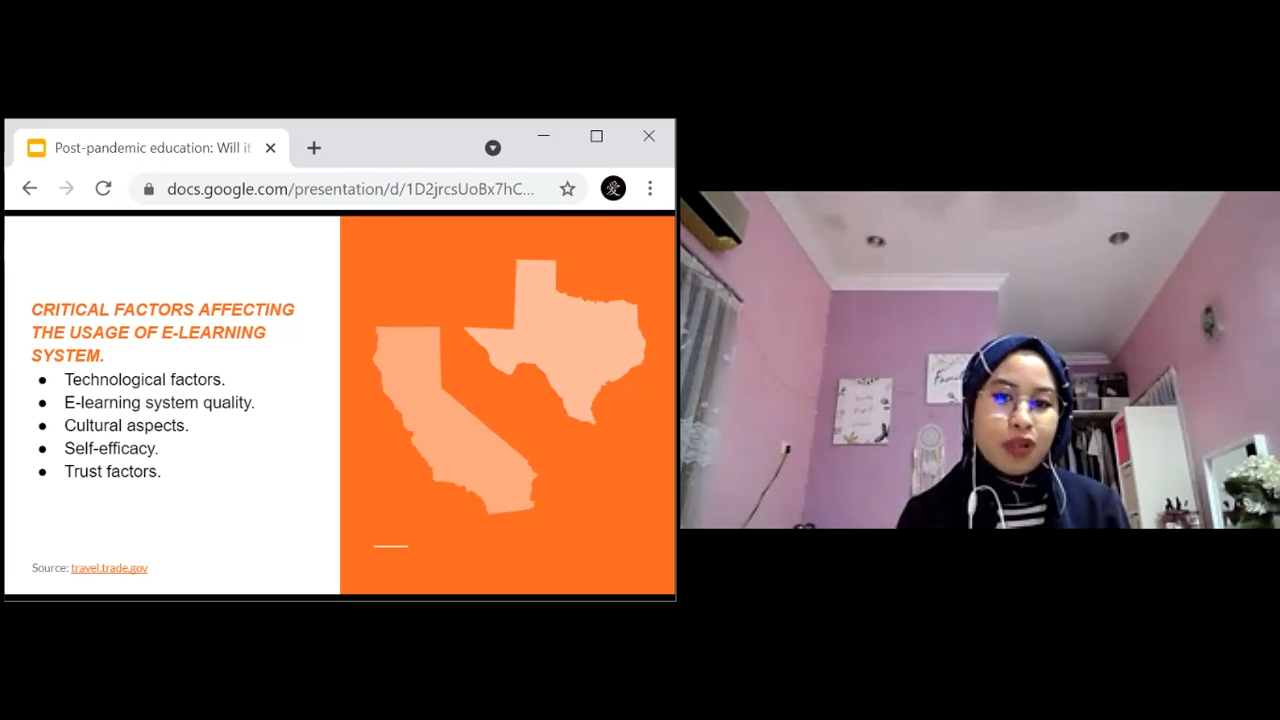 Post-pandemic education: Will it
docs.google.com/presentation/d/1D2jrcsUoBx7hC...
愛
CRITICAL FACTORS AFFECTING
THE USAGE OF E-LEARNING
SYSTEM.
● Technological factors.
● E-learning system quality.
● Cultural aspects.
● Self-efficacy.
● Trust factors.
Source: travel.trade.gov